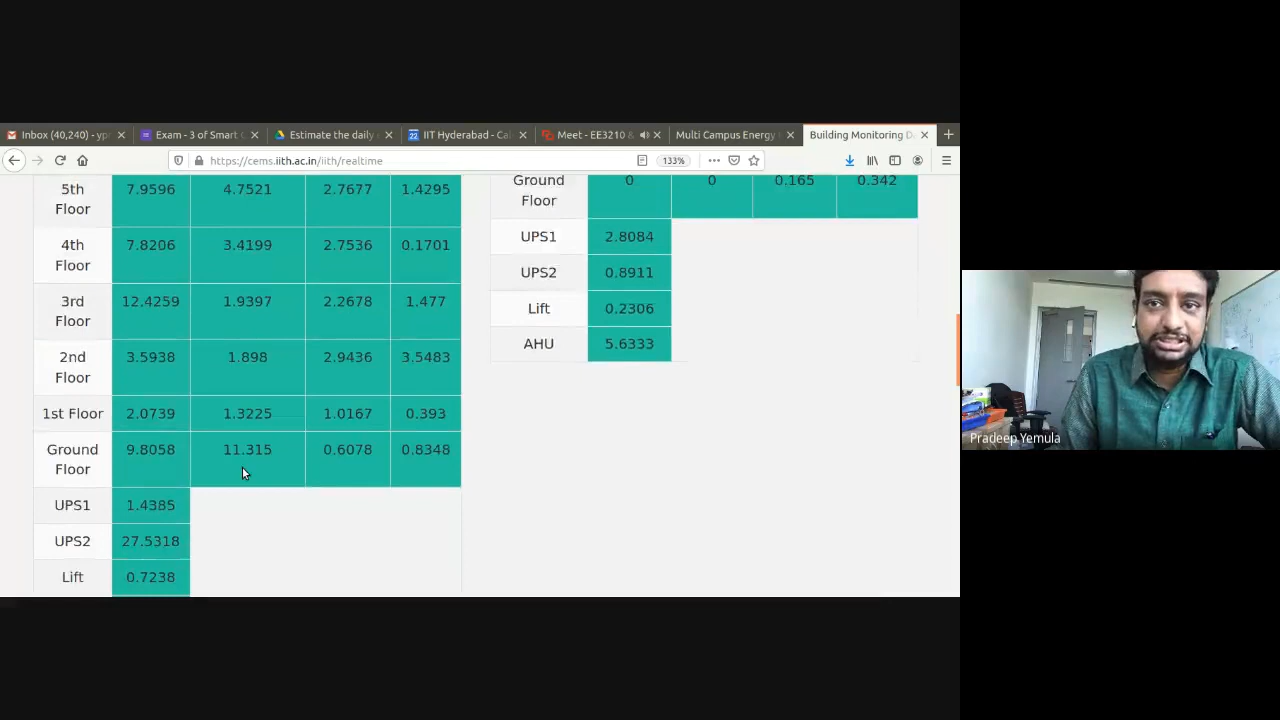 Inbox (40,240) - yp
Exam - 3 of Smart
Estimate the daily
IIT Hyderabad - Cal
Meet - EE3210 &
Multi Campus Energy
Building Monitoring D
https://cems.iith.ac.in/iith/realtime
133%
5th Floor 7.9596 4.7521 2.7677 1.4295
4th Floor 7.8206 3.4199 2.7536 0.1701
3rd Floor 12.4259 1.9397 2.2678 1.477
2nd Floor 3.5938 1.898 2.9436 3.5483
1st Floor 2.0739 1.3225 1.0167 0.393
Ground Floor 9.8058 11.315 0.6078 0.8348
UPS1 1.4385
UPS2 27.5318
Lift 0.7238
Ground Floor 0 0 0.165 0.342
UPS1 2.8084
UPS2 0.8911
Lift 0.2306
AHU 5.6333
Pradeep Yemula